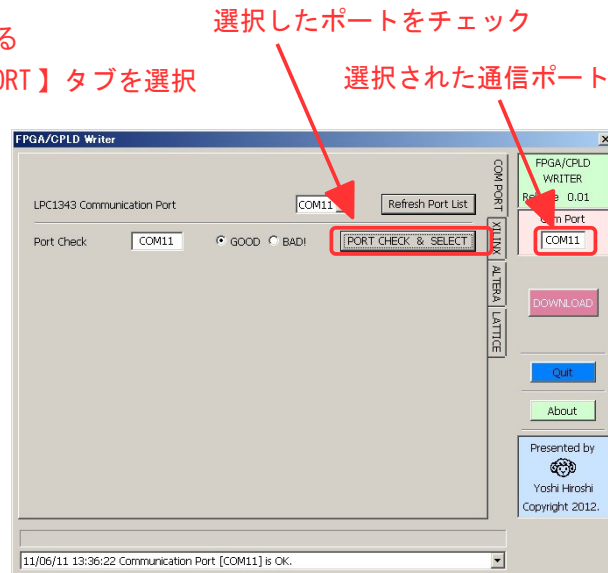 選択したポートをチェック
る
ORT】タブを選択
選択された通信ポート
FPGA/CPLD Writer
COM PORT
XILINX
ALTERA
LATTICE
LPC1343 Communication Port
COM11
Refresh Port List
Port Check
COM11
GOOD
BAD!
PORT CHECK & SELECT
FPGA/CPLD
WRITER
0.01
Port
COM11
DOWNLOAD
Quit
About
Presented by
Yoshi Hiroshi
Copyright 2012.
11/06/11 13:36:22 Communication Port [COM11] is OK.